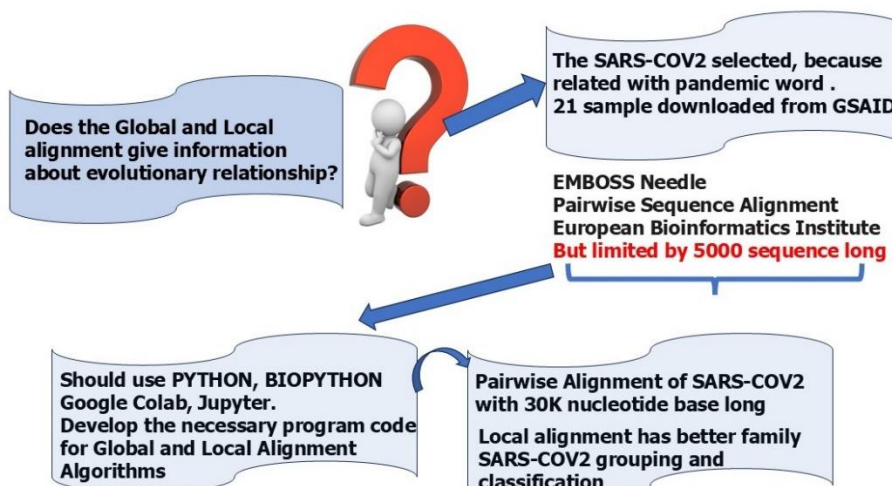 Does the Global and Local
alignment give information
about evolutionary relationship?
The SARS-COV2 selected, because
related with pandemic word .
21 sample downloaded from GSAID
EMBOSS Needle
Pairwise Sequence Alignment
European Bioinformatics Institute
But limited by 5000 sequence long
Should use PYTHON, BIOPYTHON
Google Colab, Jupyter.
Develop the necessary program code
for Global and Local Alignment
Algorithms
Pairwise Alignment of SARS-COV2
with 30K nucleotide base long
Local alignment has better family
SARS-COV2 grouping and
classification